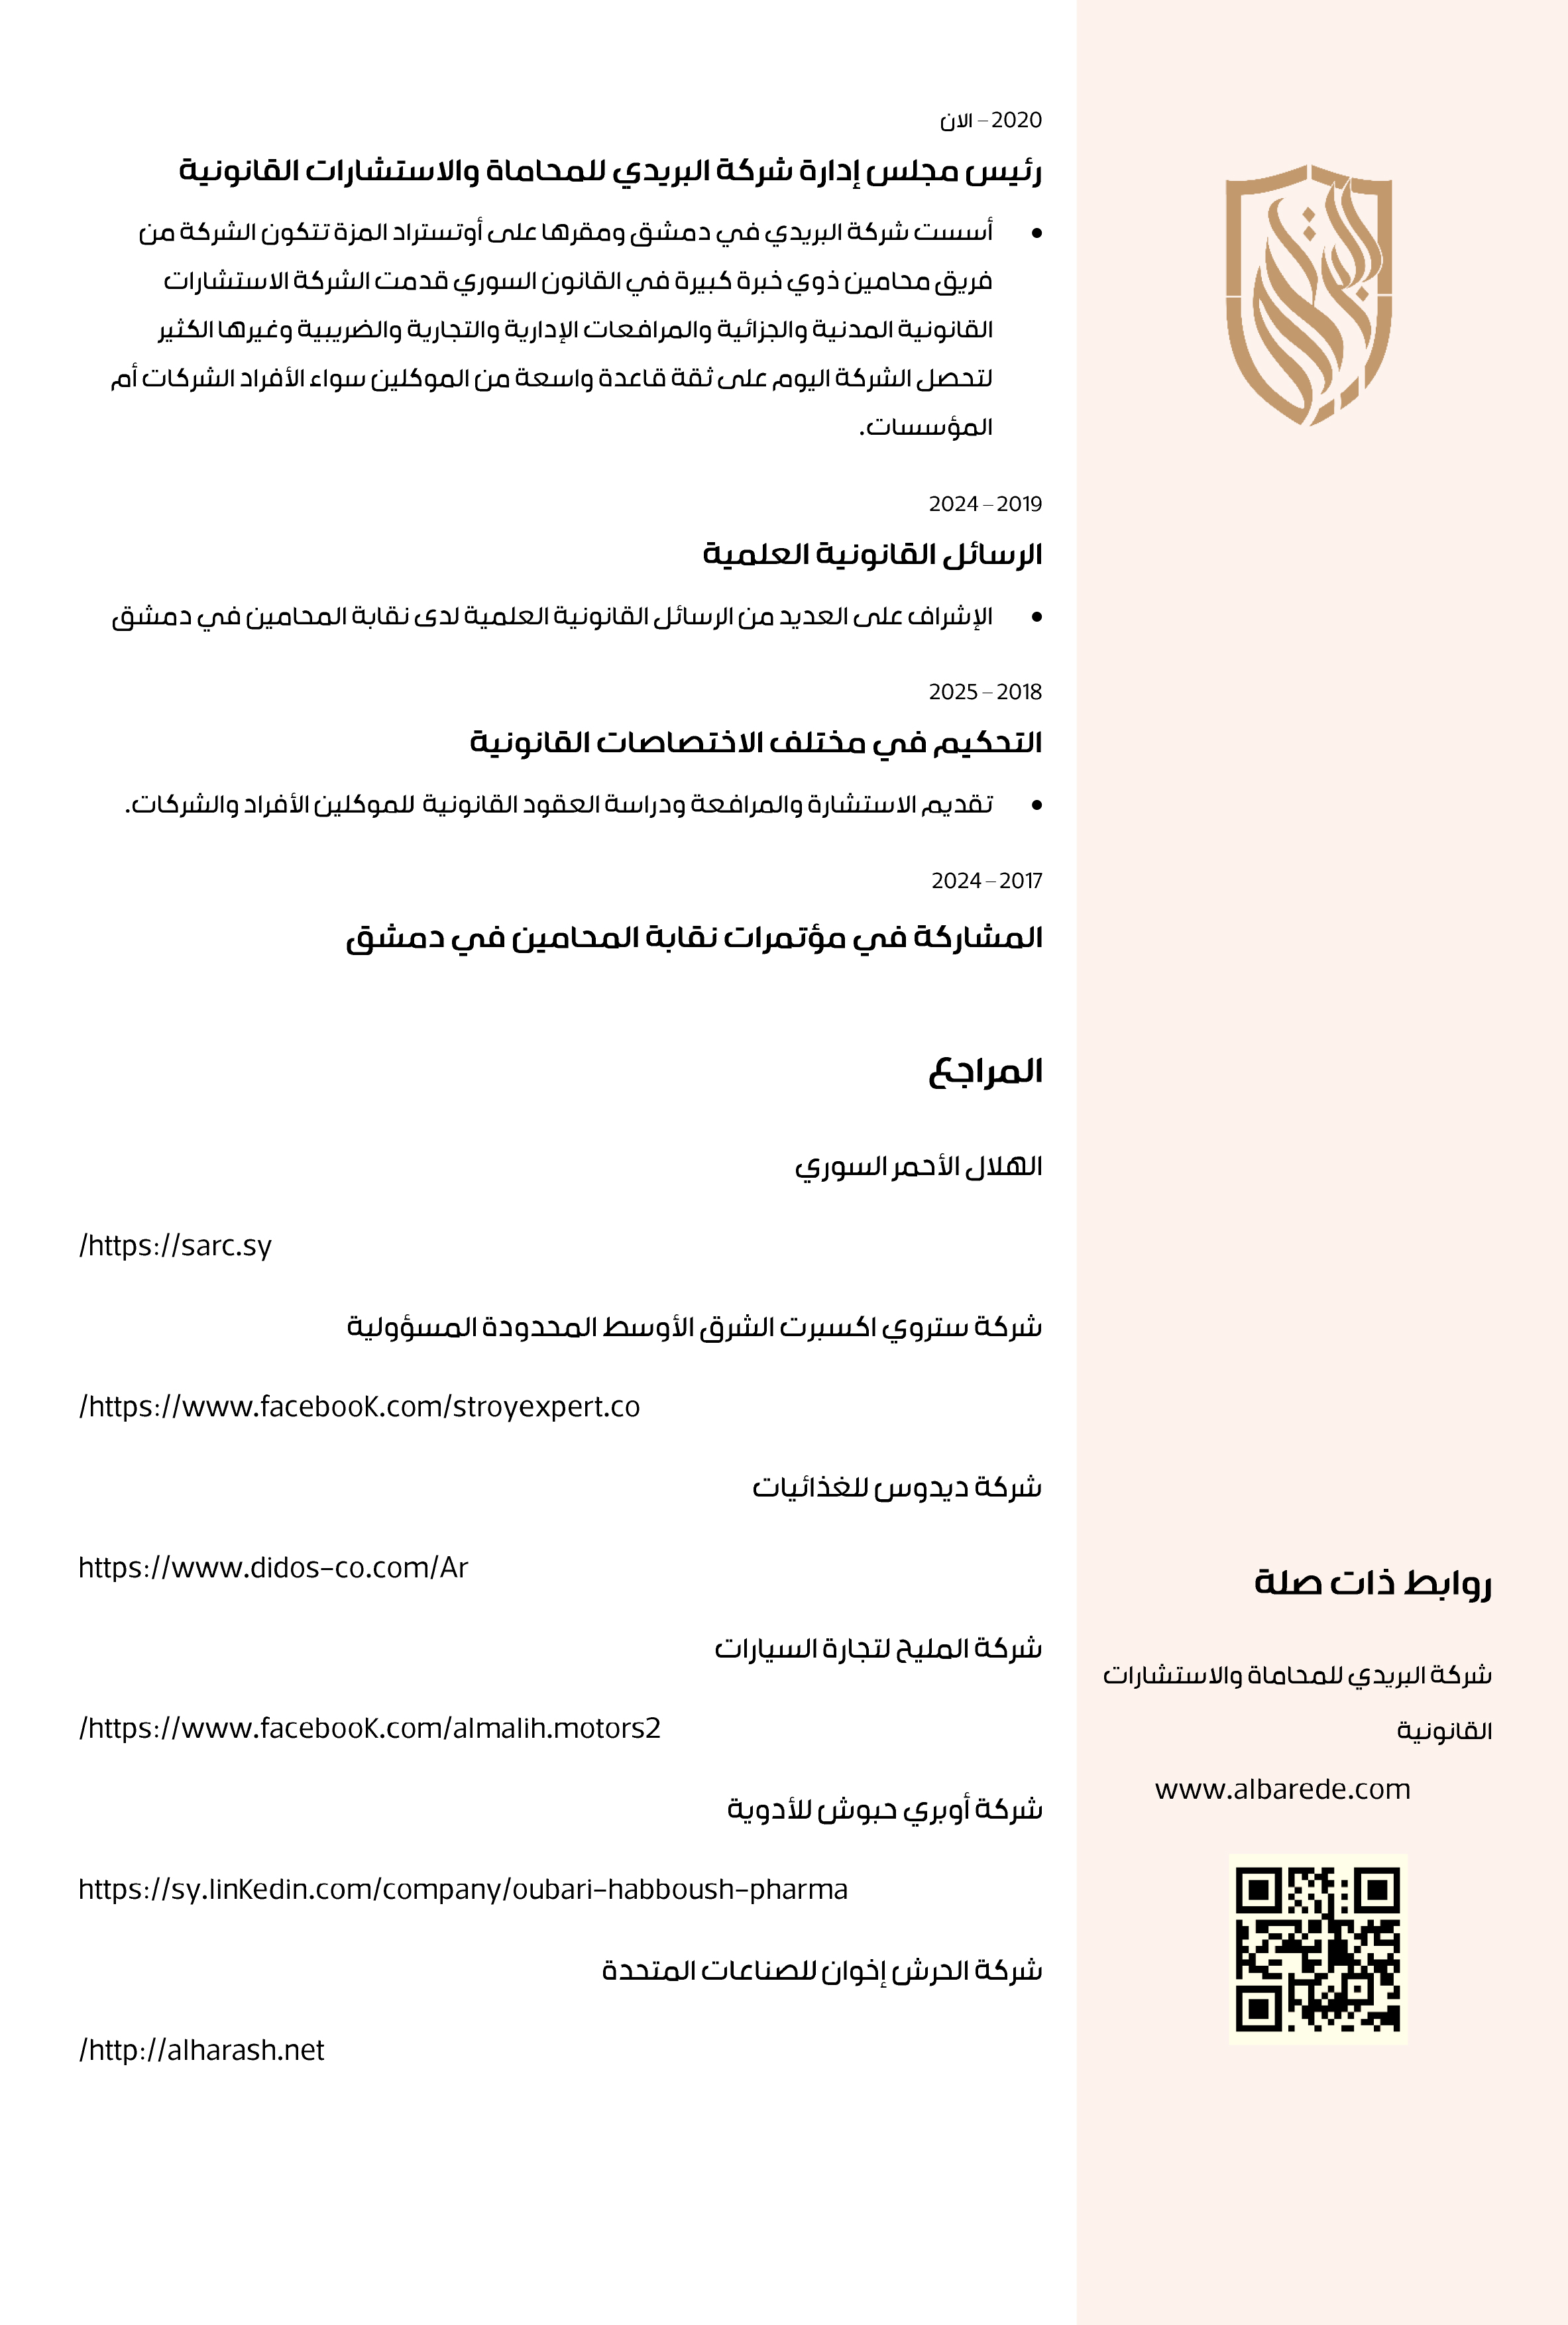 2020 – الان
رئيس مجلس إدارة شركة البريدي للمحاماة والاستشارات القانونية
• أسست شركة البريدي في دمشق ومقرها على أوتستراد المزة تتكون الشركة من
فريق محامين ذوي خبرة كبيرة في القانون السوري قدمت الشركة الاستشارات
القانونية المدنية والجزائية والمرافعات الإدارية والتجارية والضريبية وغيرها الكثير
لتحصل الشركة اليوم على ثقة قاعدة واسعة من الموكلين سواء الأفراد الشركات أم
المؤسسات.
2019 – 2024
الرسائل القانونية العلمية
• الإشراف على العديد من الرسائل القانونية العلمية لدى نقابة المحامين في دمشق
2018 – 2025
التحكيم في مختلف الاختصاصات القانونية
• تقديم الاستشارة والمرافعة ودراسة العقود القانونية للموكلين الأفراد والشركات.
2017 – 2024
المشاركة في مؤتمرات نقابة المحامين في دمشق
المراجع
الهلال الأحمر السوري
/https://sarc.sy
شركة ستروي اكسبرت الشرق الأوسط المحدودة المسؤولية
/https://www.facebooK.com/stroyexpert.co
شركة ديدوس للغذائيات
https://www.didos-co.com/Ar
شركة المليح لتجارة السيارات
/https://www.facebooK.com/almalih.motors2
شركة أوبري حبوش للأدوية
https://sy.linKedin.com/company/oubari-habboush-pharma
شركة الحرش إخوان للصناعات المتحدة
/http://alharash.net
روابط ذات صلة
شركة البريدي للمحاماة والاستشارات
القانونية
www.albarede.com